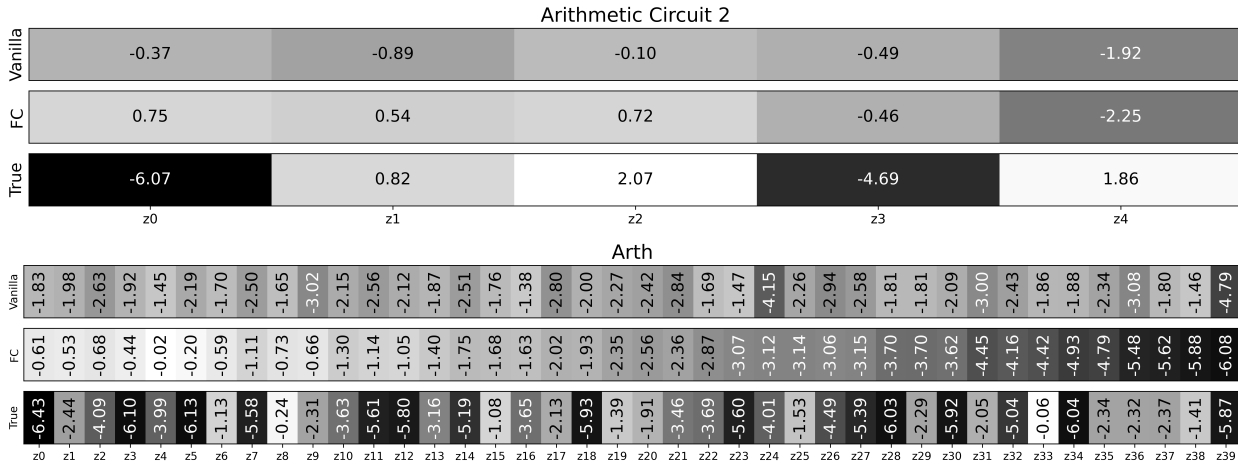 Arithmetic Circuit 2
Vanilla -0.37 -0.89 -0.10 -0.49 -1.92
FC 0.75 0.54 0.72 -0.46 -2.25
True -6.07 0.82 2.07 -4.69 1.86
z0 z1 z2 z3 z4
Arth
Vanilla -1.83 -1.98 -2.63 -1.92 -1.45 -2.19 -1.70 -2.50 -1.65 -3.02 -2.15 -2.56 -2.12 -1.87 -2.51 -1.76 -1.38 -2.80 -2.00 -2.27 -2.42 -2.84 -1.69 -1.47 -4.15 -2.26 -2.94 -2.58 -1.81 -1.81 -2.09 -3.00 -2.43 -1.86 -1.88 -2.34 -3.08 -1.80 -1.46 -4.79
FC -0.61 -0.53 -0.68 -0.44 -0.02 -0.20 -0.59 -1.11 -0.73 -0.66 -1.30 -1.14 -1.05 -1.40 -1.75 -1.68 -1.63 -2.02 -1.93 -2.35 -2.56 -2.36 -2.87 -3.07 -3.12 -3.14 -3.06 -3.15 -3.70 -3.70 -3.62 -4.45 -4.16 -4.42 -4.93 -4.79 -5.48 -5.62 -5.88 -6.08
True -6.43 -2.44 -4.09 -6.10 -3.99 -6.13 -1.13 -5.58 -0.24 -2.31 -3.63 -5.61 -5.80 -3.16 -5.19 -1.08 -3.65 -2.13 -5.93 -1.39 -1.91 -3.46 -3.69 -5.60 -4.01 -1.53 -4.49 -5.39 -6.03 -2.29 -5.92 -2.05 -5.04 -0.06 -6.04 -2.34 -2.32 -2.37 -1.41 -5.87
z0 z1 z2 z3 z4 z5 z6 z7 z8 z9 z10 z11 z12 z13 z14 z15 z16 z17 z18 z19 z20 z21 z22 z23 z24 z25 z26 z27 z28 z29 z30 z31 z32 z33 z34 z35 z36 z37 z38 z39